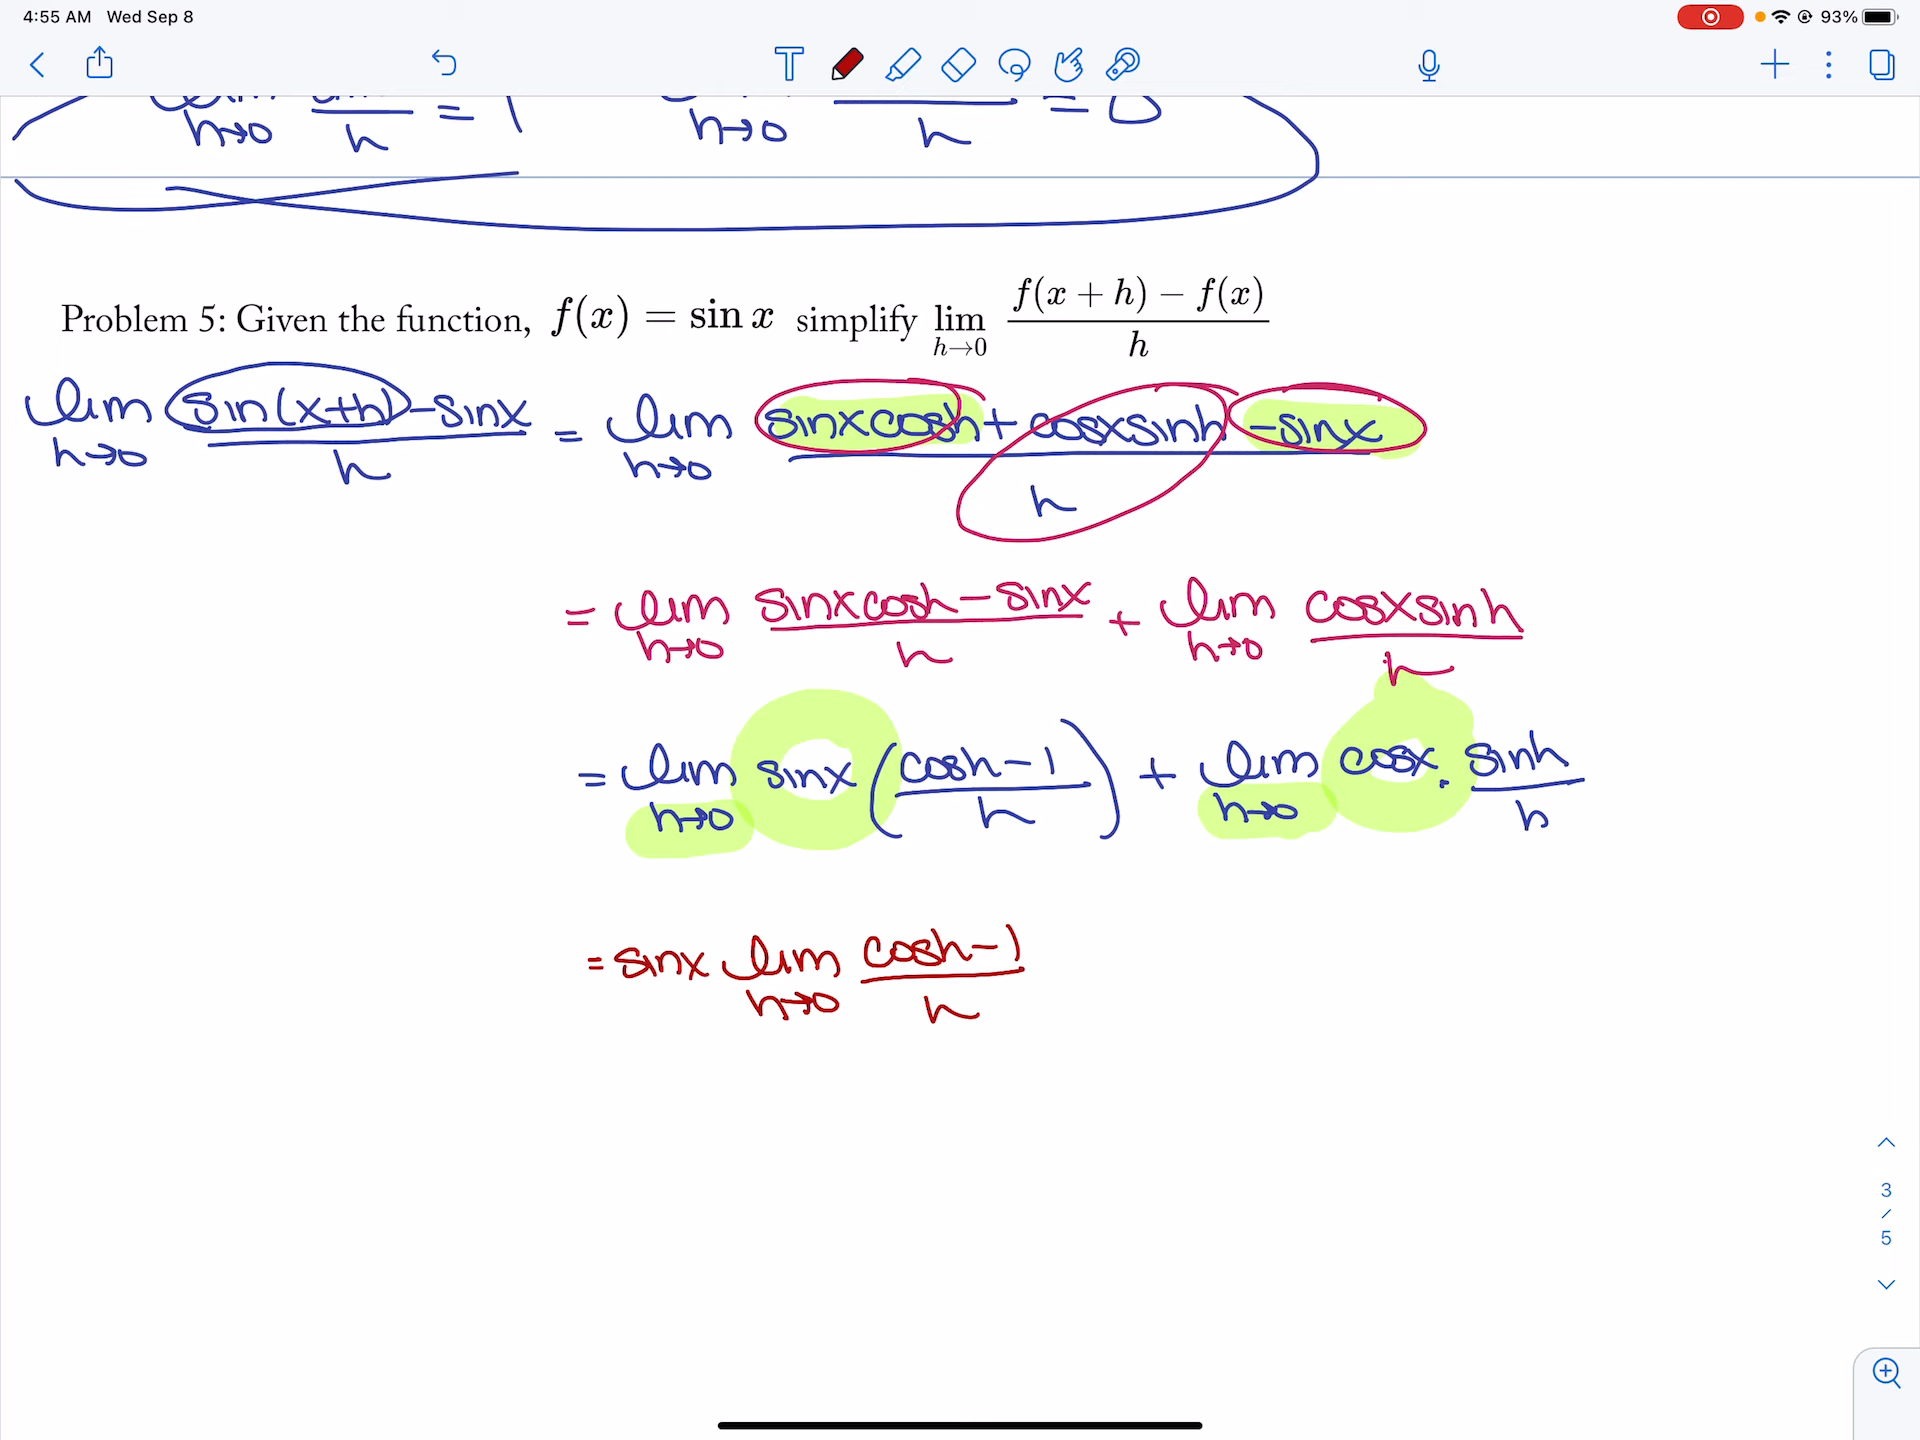 4:55 AM Wed Sep 8 93%
T
h→0 h = 1 h→0 h = 0
Problem 5: Given the function, f(x) = sin x simplify lim h→0 f(x + h) − f(x) / h
lim h→0 sin(x+h) - sinx / h = lim h→0 sinxcosh + cosxsinh - sinx / h
= lim h→0 sinxcosh - sinx / h + lim h→0 cosxsinh / h
= lim h→0 sinx (cosh - 1 / h) + lim h→0 cosx · sinh / h
= sinx lim h→0 cosh - 1 / h
3 / 5